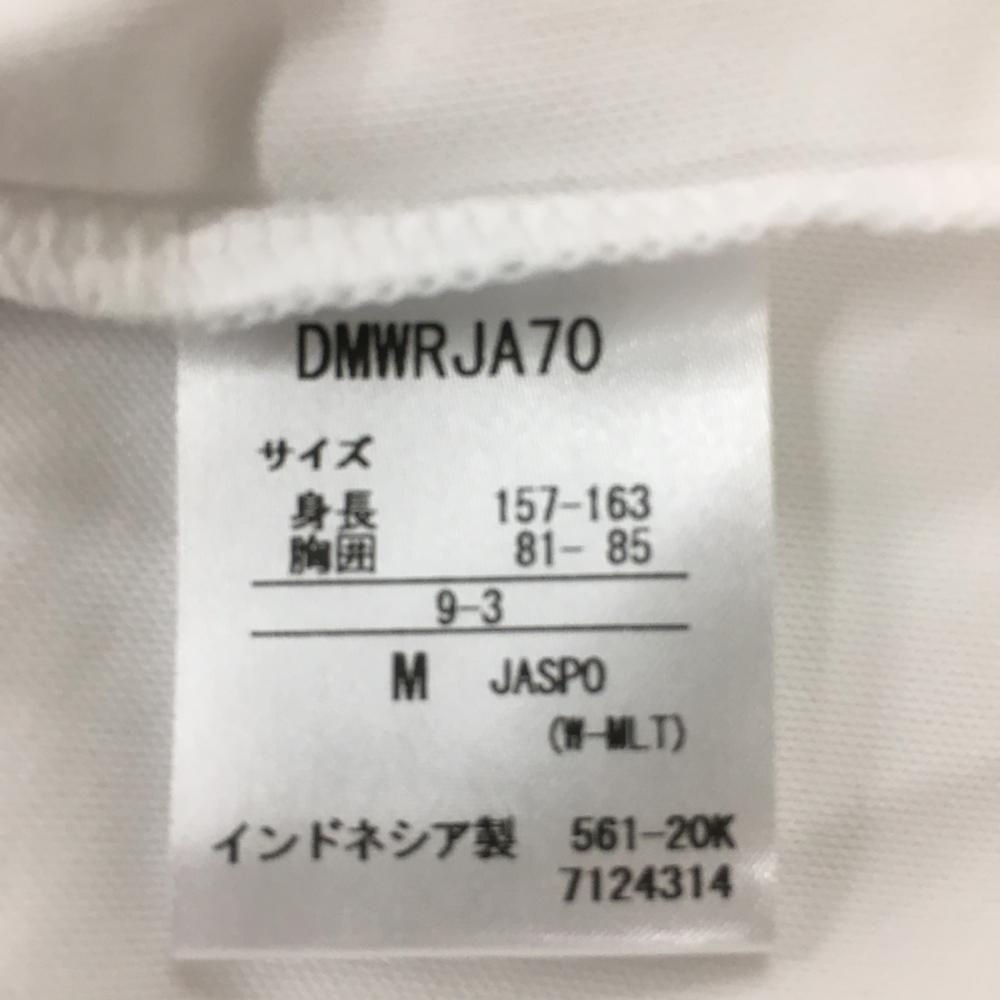 DMWRJA70
サイズ
身長 157-163
胸囲 81- 85
9-3
M JASPO
(W-MLT)
インドネシア製 561-20K
7124314